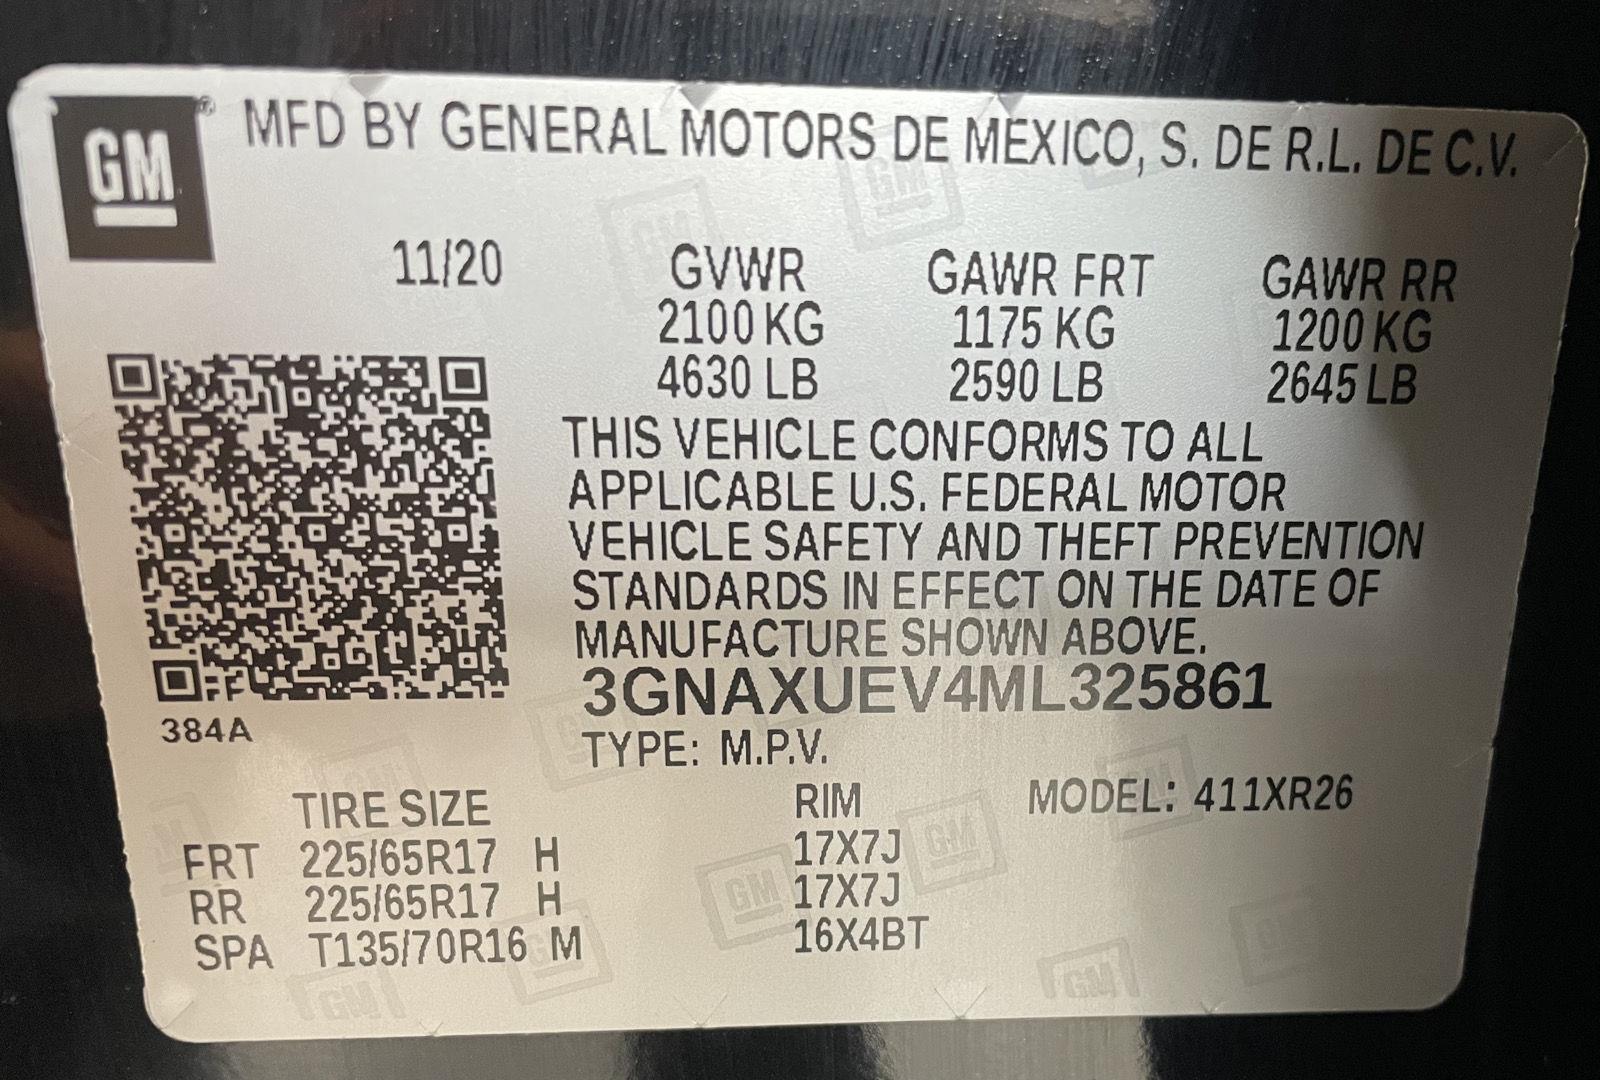 GM® MFD BY GENERAL MOTORS DE MEXICO, S. DE R.L. DE C.V.
11/20 GVWR GAWR FRT GAWR RR
2100 KG 1175 KG 1200 KG
4630 LB 2590 LB 2645 LB
THIS VEHICLE CONFORMS TO ALL
APPLICABLE U.S. FEDERAL MOTOR
VEHICLE SAFETY AND THEFT PREVENTION
STANDARDS IN EFFECT ON THE DATE OF
MANUFACTURE SHOWN ABOVE.
3GNAXUEV4ML325861
384A
TYPE: M.P.V.
TIRE SIZE RIM MODEL: 411XR26
FRT 225/65R17 H 17X7J
RR 225/65R17 H 17X7J
SPA T135/70R16 M 16X4BT